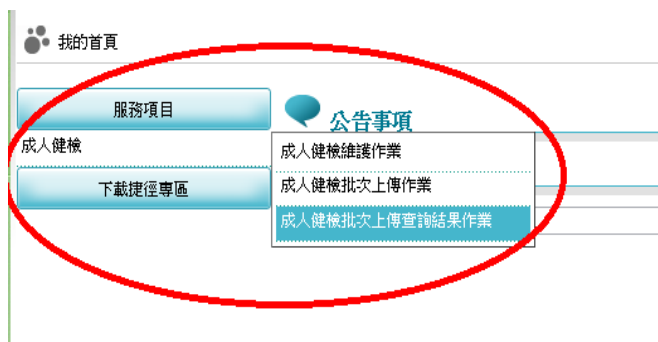 我的首頁
服務項目
公告事項
成人健檢
成人健檢維護作業
成人健檢批次上傳作業
下載捷徑專區
成人健檢批次上傳查詢結果作業